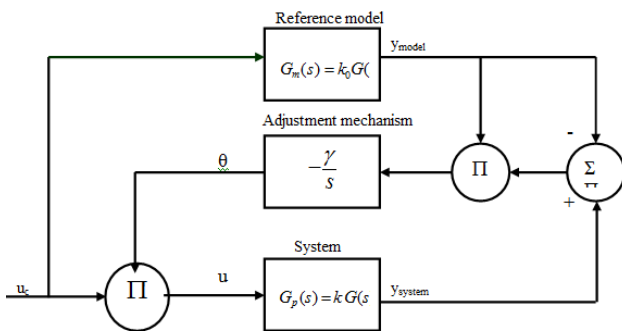 Reference model
y_model
G_m(s) = k_0 G(
Adjustment mechanism
-
θ
-γ/s
Π
Σ
+
System
u
Π
G_p(s) = k G(s
y_system
u_c